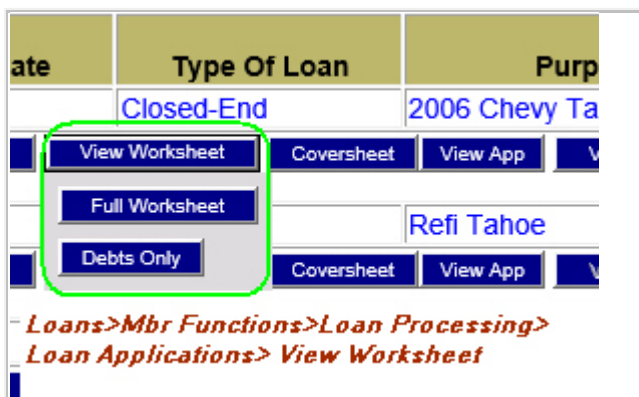 ate Type Of Loan Purp
Closed-End 2006 Chevy Ta
View Worksheet Coversheet View App V
Full Worksheet
Refi Tahoe
Debts Only Coversheet View App V
Loans>Mbr Functions>Loan Processing>
Loan Applications> View Worksheet